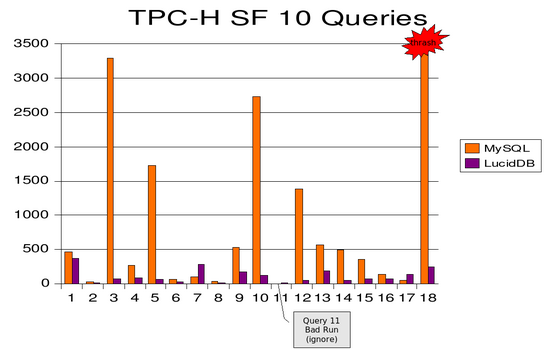 TPC-H SF 10 Queries
thrash
3500
3000
2500
2000
1500
1000
500
0
1 2 3 4 5 6 7 8 9 10 11 12 13 14 15 16 17 18
MySQL
LucidDB
Query 11
Bad Run
(ignore)